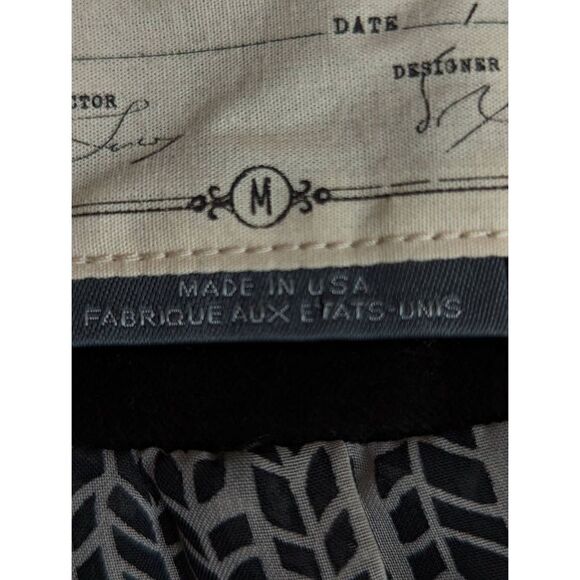 DATE
DESIGNER
CTOR
M
MADE IN USA
FABRIQUE AUX ETATS-UNIS